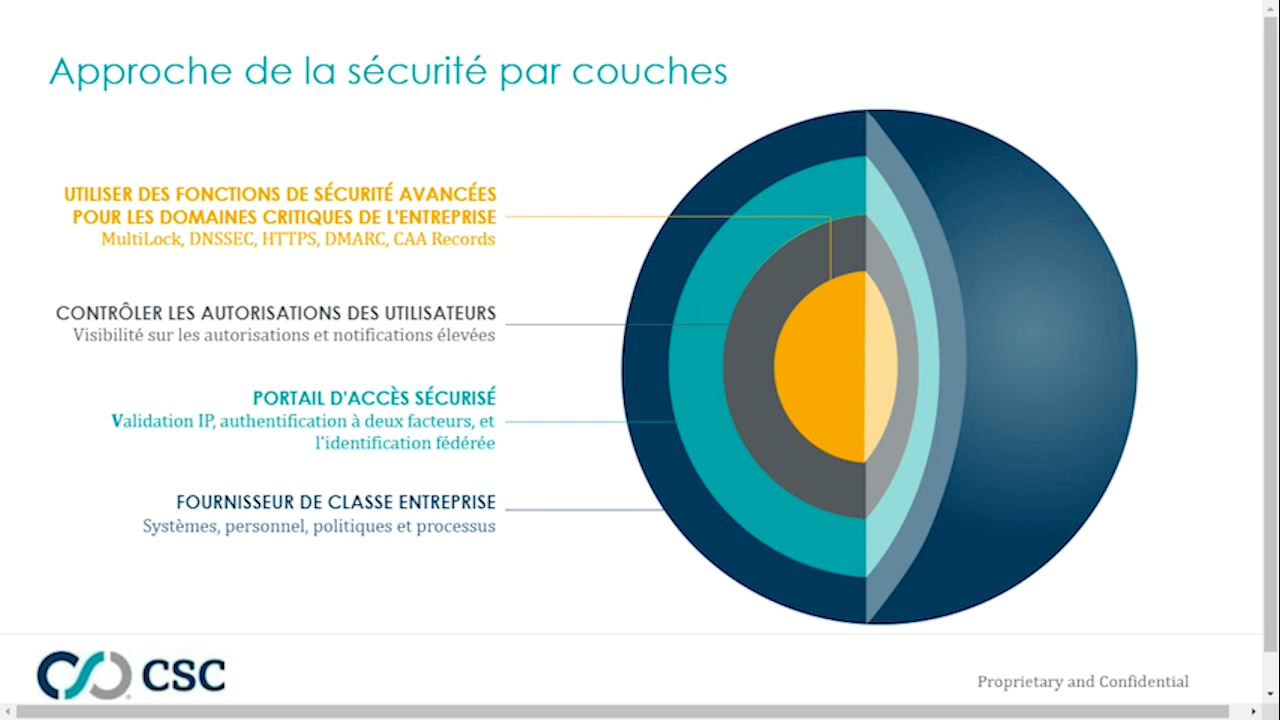 Approche de la sécurité par couches
UTILISER DES FONCTIONS DE SÉCURITÉ AVANCÉES
POUR LES DOMAINES CRITIQUES DE L'ENTREPRISE
MultiLock, DNSSEC, HTTPS, DMARC, CAA Records
CONTRÔLER LES AUTORISATIONS DES UTILISATEURS
Visibilité sur les autorisations et notifications élevées
PORTAIL D'ACCÈS SÉCURISÉ
Validation IP, authentification à deux facteurs, et
l'identification fédérée
FOURNISSEUR DE CLASSE ENTREPRISE
Systèmes, personnel, politiques et processus
CSC
Proprietary and Confidential